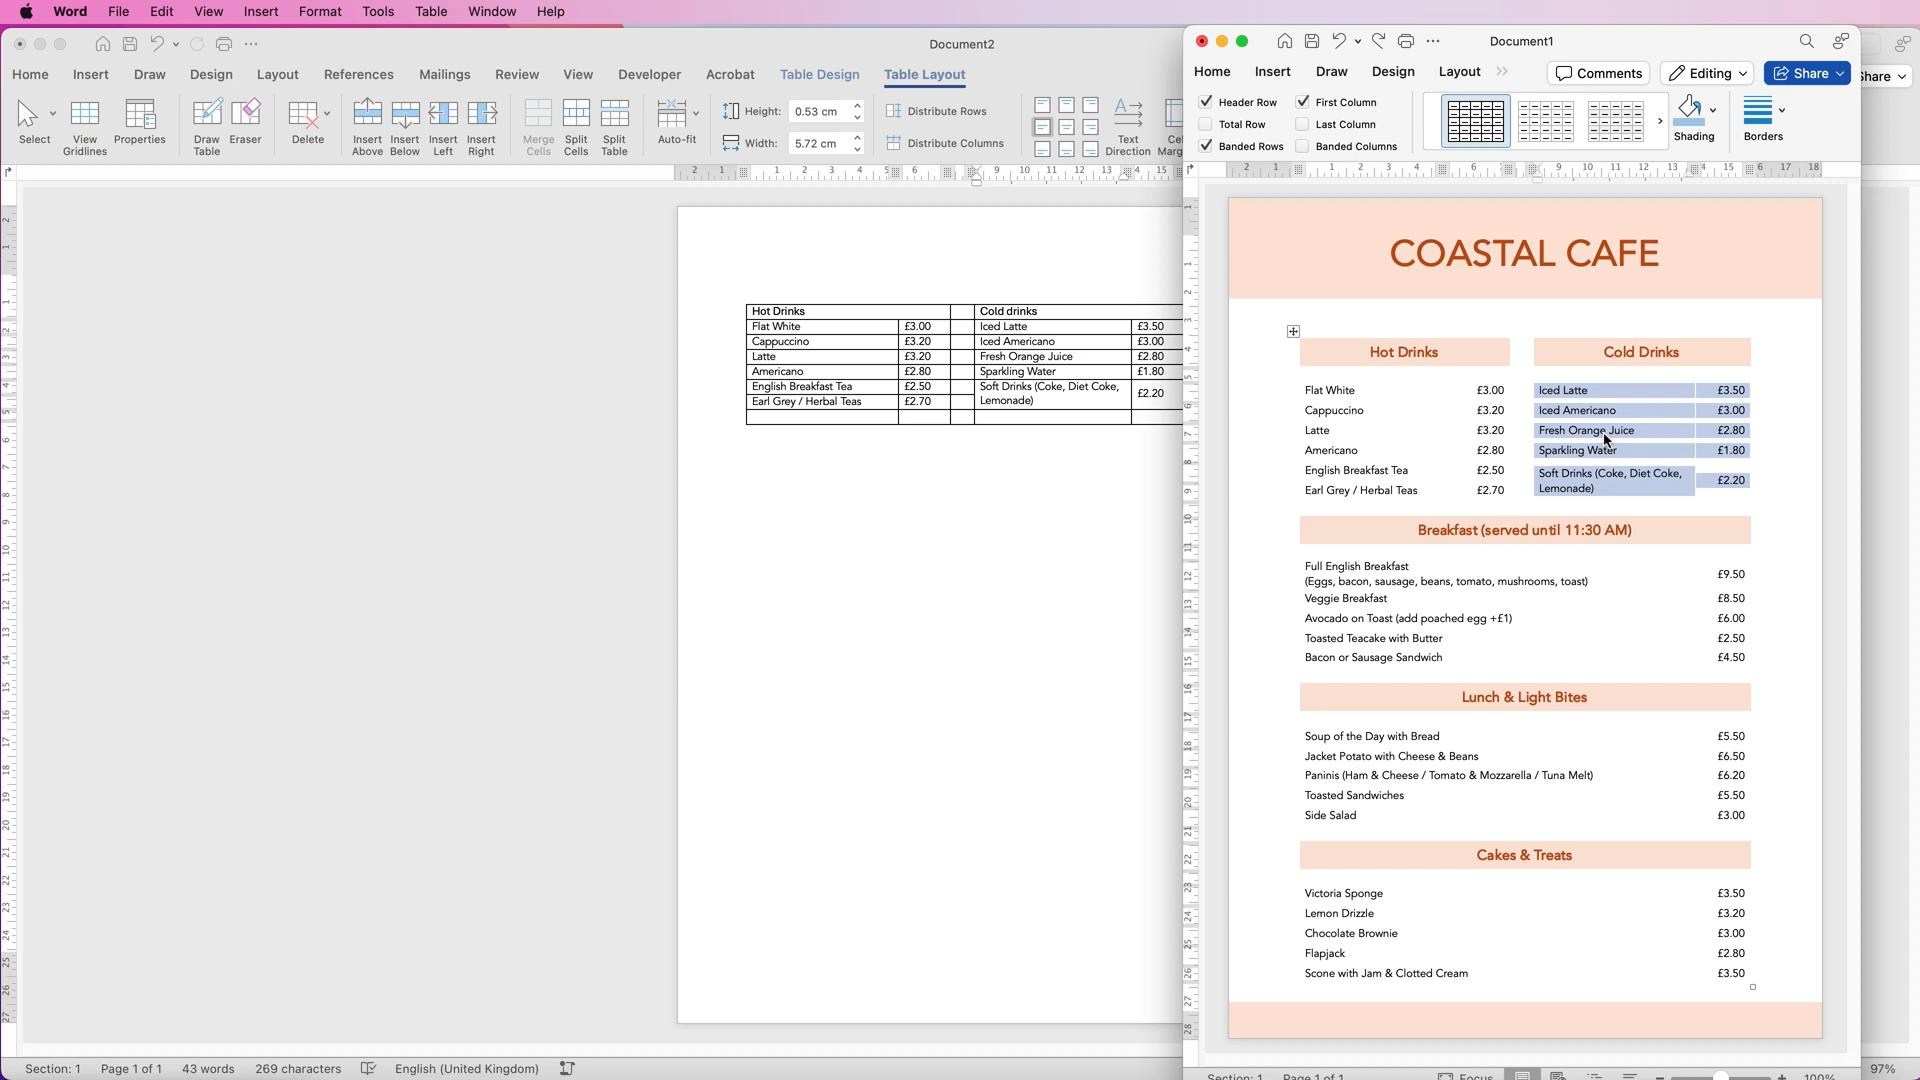 Word File Edit View Insert Format Tools Table Window Help
Document2
Home Insert Draw Design Layout References Mailings Review View Developer Acrobat Table Design Table Layout
Share
Select
View Gridlines
Properties
Draw Table
Eraser
Delete
Insert Above
Insert Below
Insert Left
Insert Right
Merge Cells
Split Cells
Split Table
Auto-fit
Height: 0.53 cm
Width: 5.72 cm
Distribute Rows
Distribute Columns
Text Direction
Hot Drinks Cold drinks
Flat White £3.00 Iced Latte £3.50
Cappuccino £3.20 Iced Americano £3.00
Latte £3.20 Fresh Orange Juice £2.80
Americano £2.80 Sparkling Water £1.80
English Breakfast Tea £2.50 Soft Drinks (Coke, Diet Coke,
Earl Grey / Herbal Teas £2.70 Lemonade) £2.20
Section: 1 Page 1 of 1 43 words 269 characters English (United Kingdom)
97%
Document1
Home Insert Draw Design Layout
Comments Editing Share
Header Row First Column
Total Row Last Column
Banded Rows Banded Columns
Shading Borders
COASTAL CAFE
Hot Drinks Cold Drinks
Flat White £3.00 Iced Latte £3.50
Cappuccino £3.20 Iced Americano £3.00
Latte £3.20 Fresh Orange Juice £2.80
Americano £2.80 Sparkling Water £1.80
English Breakfast Tea £2.50 Soft Drinks (Coke, Diet Coke,
Earl Grey / Herbal Teas £2.70 Lemonade) £2.20
Breakfast (served until 11:30 AM)
Full English Breakfast
(Eggs, bacon, sausage, beans, tomato, mushrooms, toast) £9.50
Veggie Breakfast £8.50
Avocado on Toast (add poached egg +£1) £6.00
Toasted Teacake with Butter £2.50
Bacon or Sausage Sandwich £4.50
Lunch & Light Bites
Soup of the Day with Bread £5.50
Jacket Potato with Cheese & Beans £6.50
Paninis (Ham & Cheese / Tomato & Mozzarella / Tuna Melt) £6.20
Toasted Sandwiches £5.50
Side Salad £3.00
Cakes & Treats
Victoria Sponge £3.50
Lemon Drizzle £3.20
Chocolate Brownie £3.00
Flapjack £2.80
Scone with Jam & Clotted Cream £3.50
Section: 1 Page 1 of 1 Focus 100%